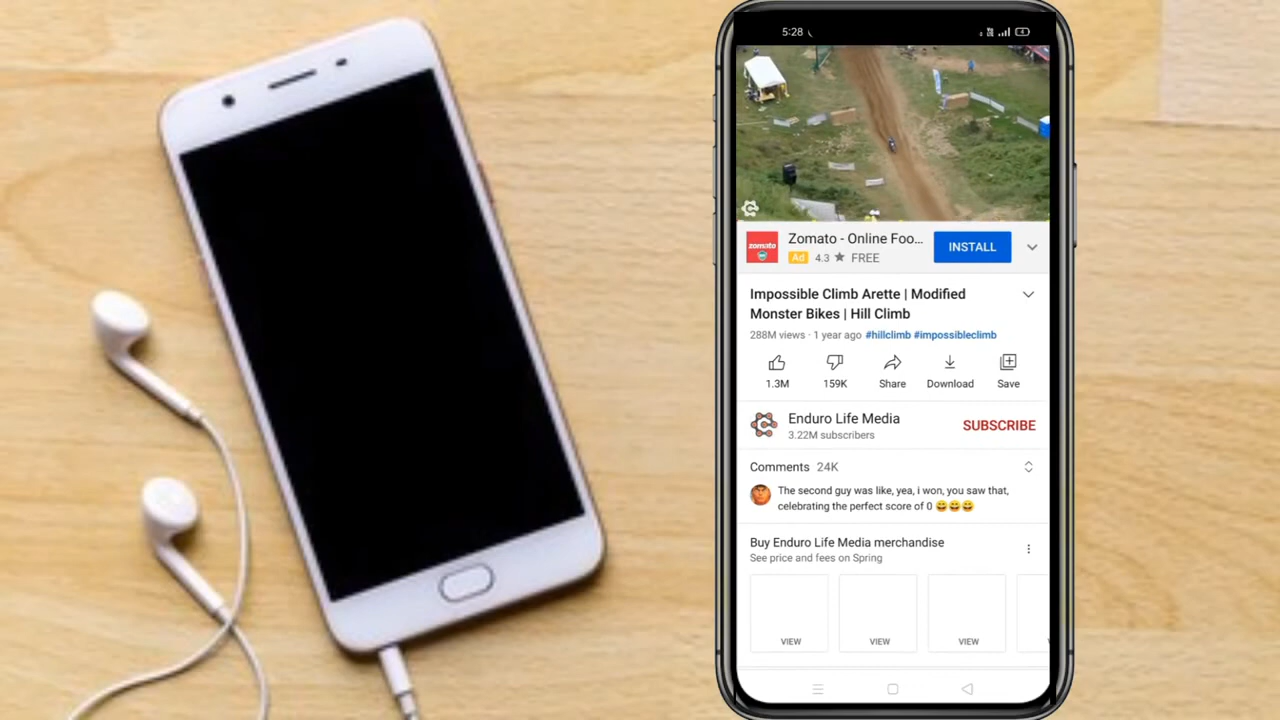 5:28
zomato
Zomato - Online Foo...
Ad 4.3 ★ FREE
INSTALL
Impossible Climb Arette | Modified
Monster Bikes | Hill Climb
288M views · 1 year ago #hillclimb #impossibleclimb
1.3M
159K
Share
Download
Save
Enduro Life Media
3.22M subscribers
SUBSCRIBE
Comments 24K
The second guy was like, yea, i won, you saw that,
celebrating the perfect score of 0 😄😄😄
Buy Enduro Life Media merchandise
See price and fees on Spring
VIEW
VIEW
VIEW